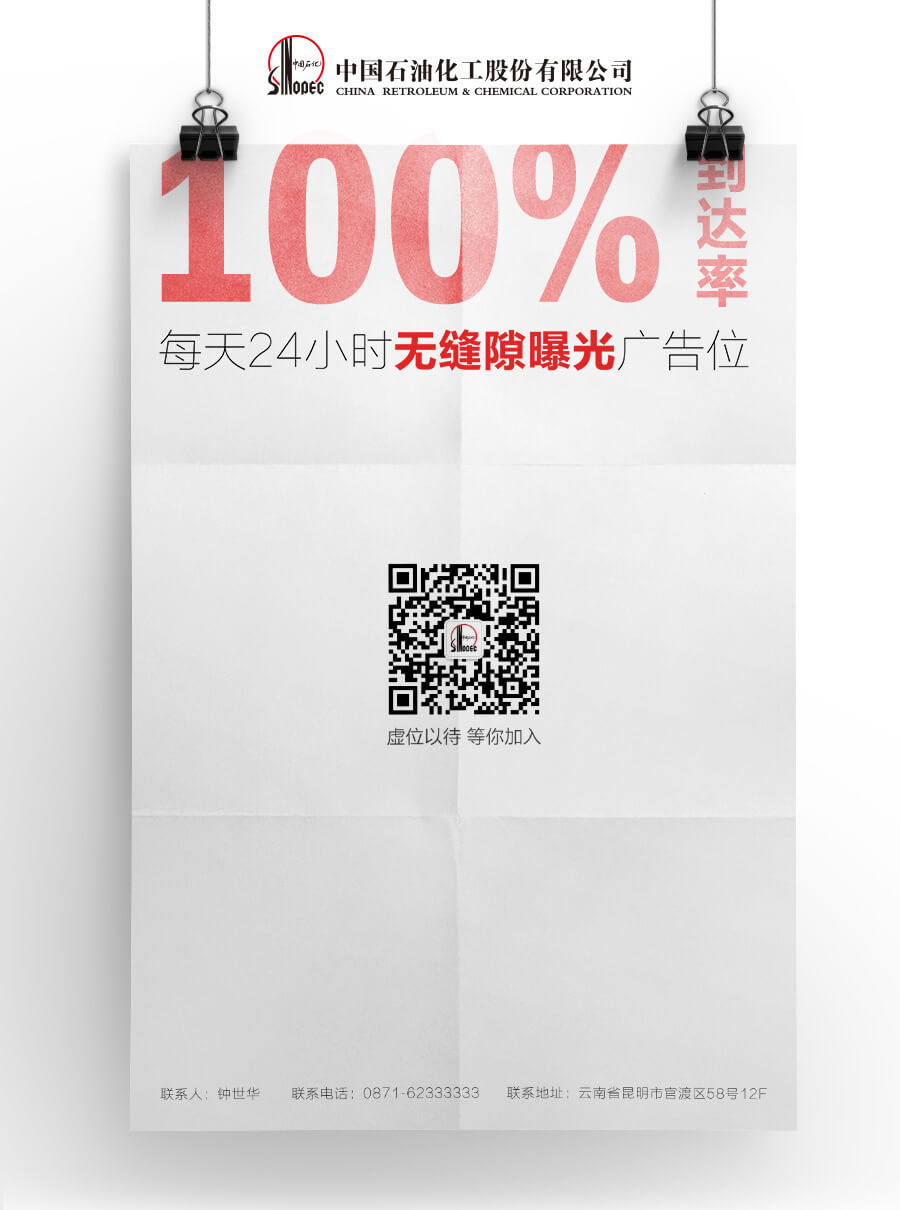 中国石化
SINOPEC
中国石油化工股份有限公司
CHINA RETROLEUM & CHEMICAL CORPORATION
100%
到达率
每天24小时无缝隙曝光广告位
SINOPEC
虚位以待 等你加入
联系人：钟世华 联系电话：0871-62333333 联系地址：云南省昆明市官渡区58号12F